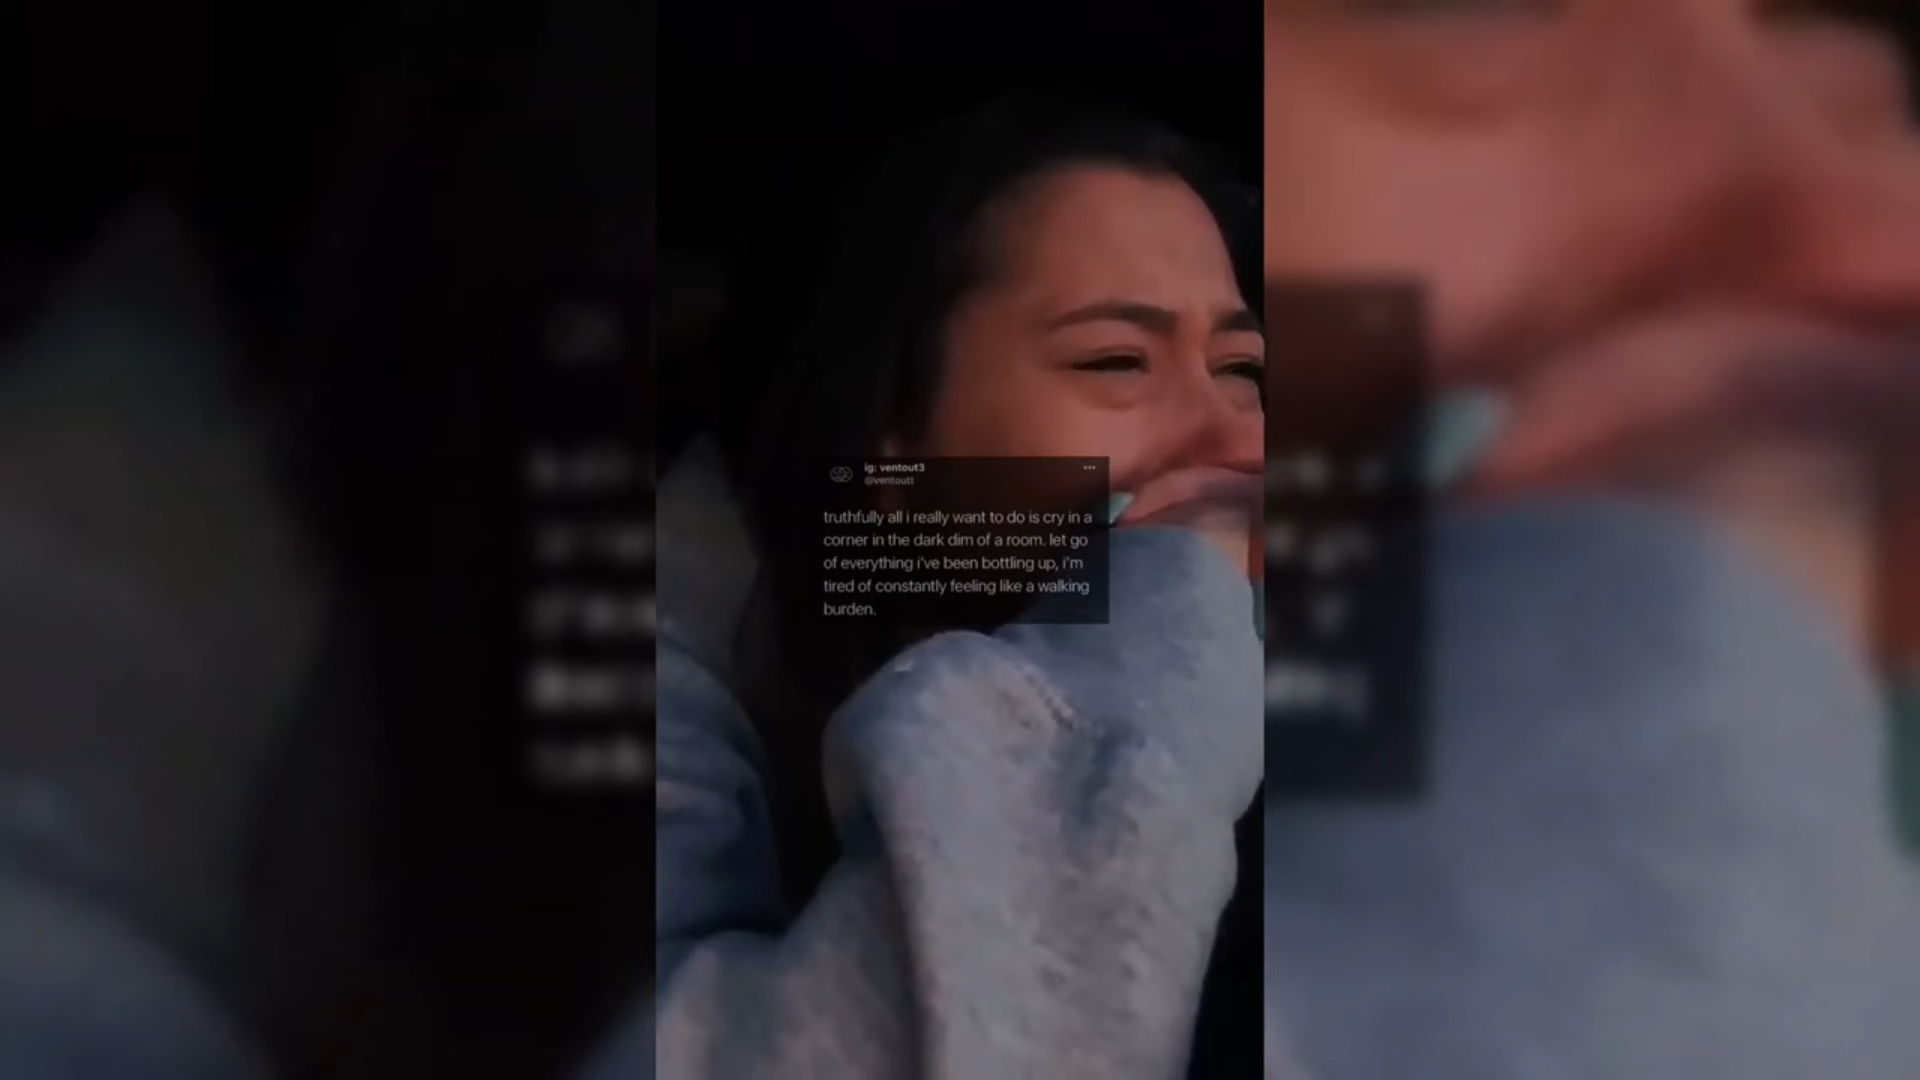 ig: ventout3
@ventoutt
truthfully all i really want to do is cry in a
corner in the dark dim of a room. let go
of everything i've been bottling up, i'm
tired of constantly feeling like a walking
burden.